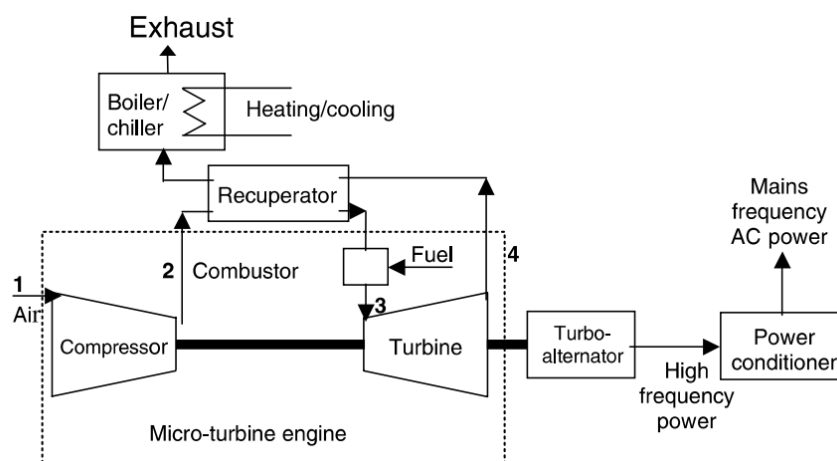 Exhaust
Boiler/
chiller
Heating/cooling
Recuperator
Mains
frequency
AC power
Fuel
2
Combustor
4
1
Air
3
Compressor
Turbine
Turbo-
alternator
Power
conditioner
High
frequency
power
Micro-turbine engine